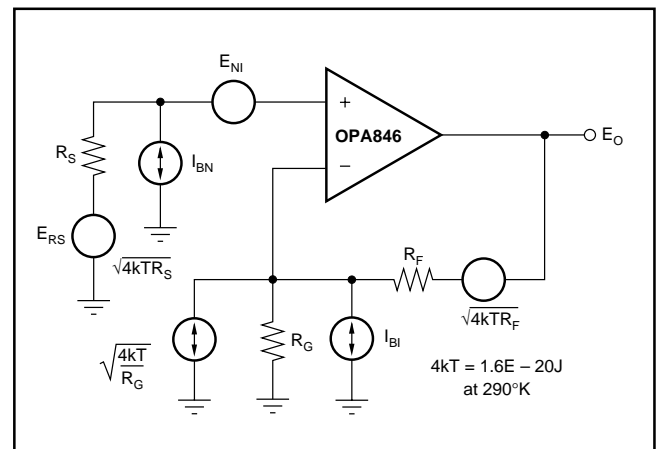 E_NI
+
OPA846
−
E_O
R_S
I_BN
E_RS
√4kTR_S
R_F
√4kTR_F
√4kT/R_G
R_G
I_BI
4kT = 1.6E – 20J
at 290°K